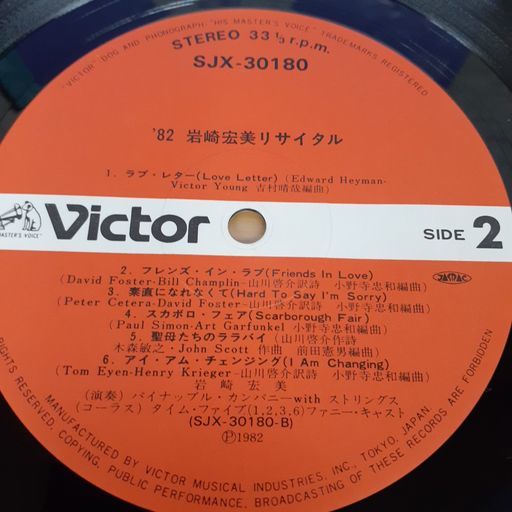 "VICTOR" DOG AND PHONOGRAPH: "HIS MASTER'S VOICE" TRADEMARKS REGISTERED
STEREO 33⅓ r.p.m.
SJX-30180
'82 岩崎宏美リサイタル
1. ラブ・レター(Love Letter) (Edward Heyman-
Victor Young 吉村晴哉編曲)
MASTER'S VOICE"
Victor
SIDE 2
2. フレンズ・イン・ラブ(Friends In Love)
(David Foster-Bill Champlin-山川啓介訳詩 小野寺忠和編曲)
3. 素直になれなくて(Hard To Say I'm Sorry)
(Peter Cetera-David Foster-山川啓介訳詩 小野寺忠和編曲)
4. スカボロ・フェア(Scarborough Fair)
(Paul Simon-Art Garfunkel 小野寺忠和編曲)
5. 聖母たちのララバイ (山川啓介作詩
木森敏之・John Scott 作曲 前田憲男編曲)
6. アイ・アム・チェンジング(I Am Changing)
(Tom Eyen-Henry Krieger-山川啓介訳詩 小野寺忠和編曲)
岩崎宏美
(演奏) パイナップル・カンパニーwith ストリングス
(コーラス) タイム・ファイブ(1,2,3,6)ファニー・キャスト
(SJX-30180-B)
Ⓟ1982
JASRAC
MANUFACTURED BY VICTOR MUSICAL INDUSTRIES, INC., TOKYO, JAPAN
RIGHTS RESERVED, COPYING, PUBLIC PERFORMANCE, BROADCASTING OF THESE RECORDS ARE FORBIDDEN